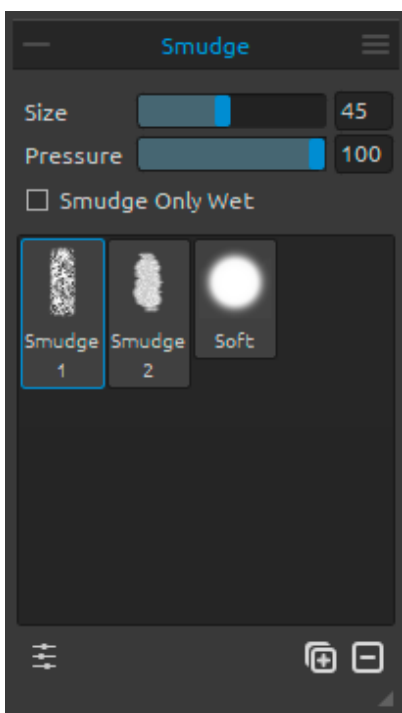 Smudge
Size 45
Pressure 100
Smudge Only Wet
Smudge Smudge Soft
1 2